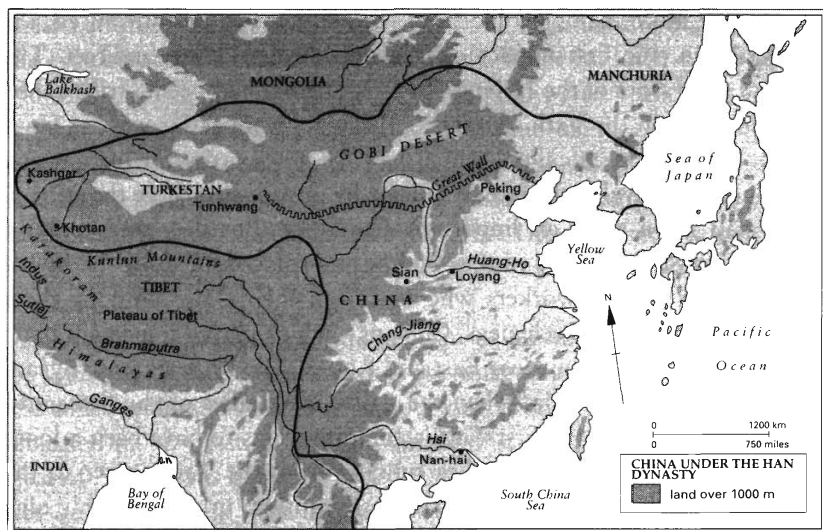 MONGOLIA
MANCHURIA
Lake
Balkhash
GOBI DESERT
Sea of
Japan
Kashgar
TURKESTAN
Great Wall
Peking
Tunhwang
Khotan
Karakoram
Kunlun Mountains
Yellow
Sea
Indus
Sian
Huang-Ho
Loyang
TIBET
CHINA
Sutlej
Plateau of Tibet
N
Chang-Jiang
Pacific
Ocean
Brahmaputra
Himalayas
Ganges
0 1200 km
0 750 miles
Hsi
Nan-hai
INDIA
CHINA UNDER THE HAN
DYNASTY
land over 1000 m
Bay of
Bengal
South China
Sea